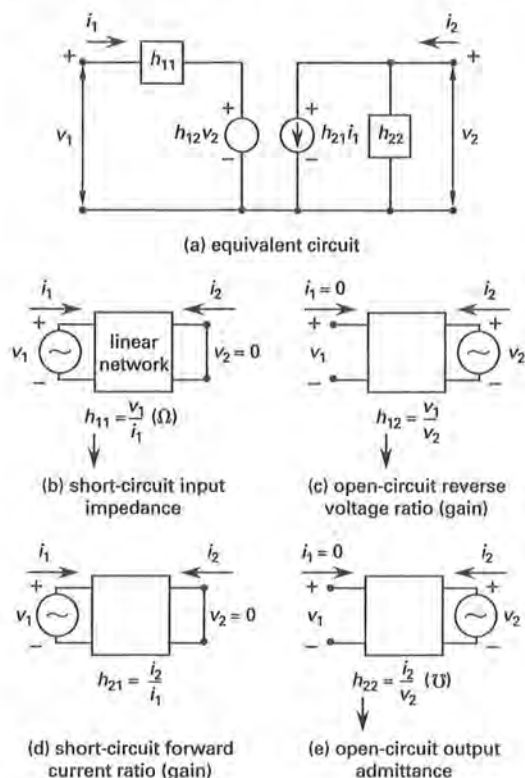 i₁ i₂
+ h₁₁ +
+ +
v₁ h₁₂v₂ h₂₁i₁ h₂₂ v₂
− −
(a) equivalent circuit
i₁ i₂ i₁ = 0 i₂
+ + +
v₁ linear network v₂ = 0 v₁ v₂
− − −
h₁₁ = v₁/i₁ (Ω) h₁₂ = v₁/v₂
(b) short-circuit input (c) open-circuit reverse
impedance voltage ratio (gain)
i₁ i₂ i₁ = 0 i₂
+ + +
v₁ v₂ = 0 v₁ v₂
− − −
h₂₁ = i₂/i₁ h₂₂ = i₂/v₂ (℧)
(d) short-circuit forward (e) open-circuit output
current ratio (gain) admittance